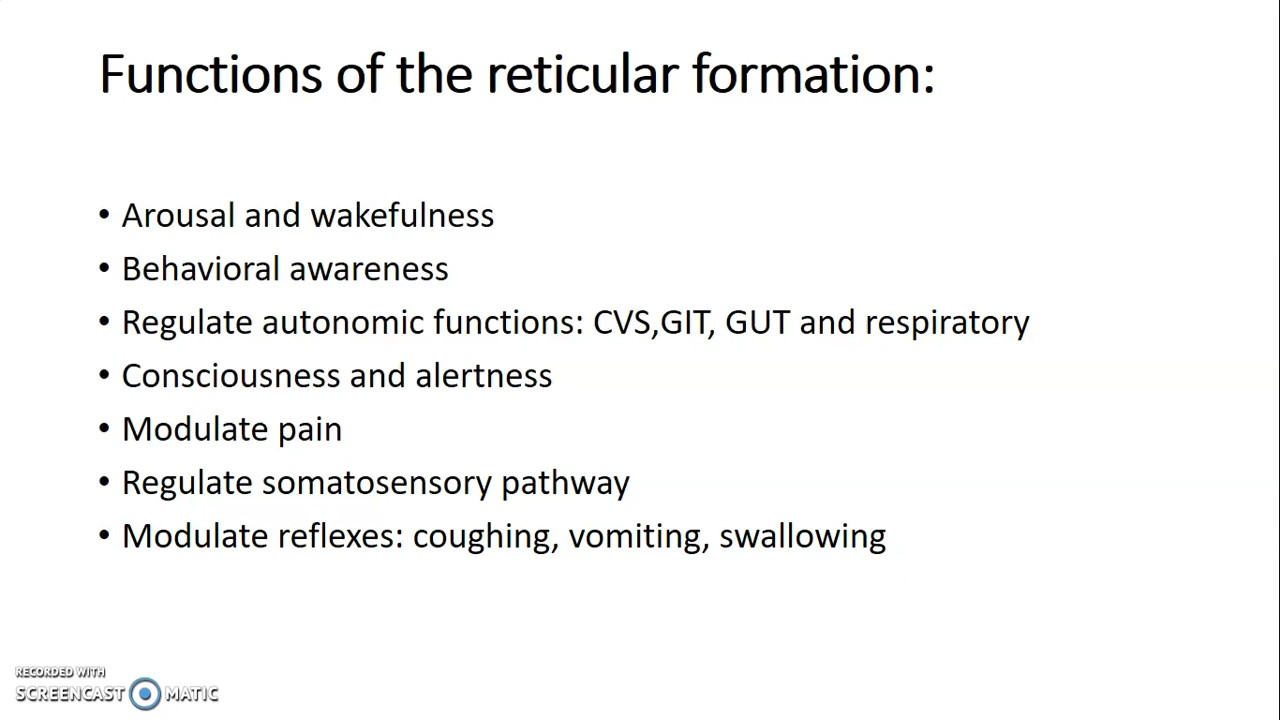 Functions of the reticular formation:
• Arousal and wakefulness
• Behavioral awareness
• Regulate autonomic functions: CVS,GIT, GUT and respiratory
• Consciousness and alertness
• Modulate pain
• Regulate somatosensory pathway
• Modulate reflexes: coughing, vomiting, swallowing
RECORDED WITH
SCREENCAST MATIC